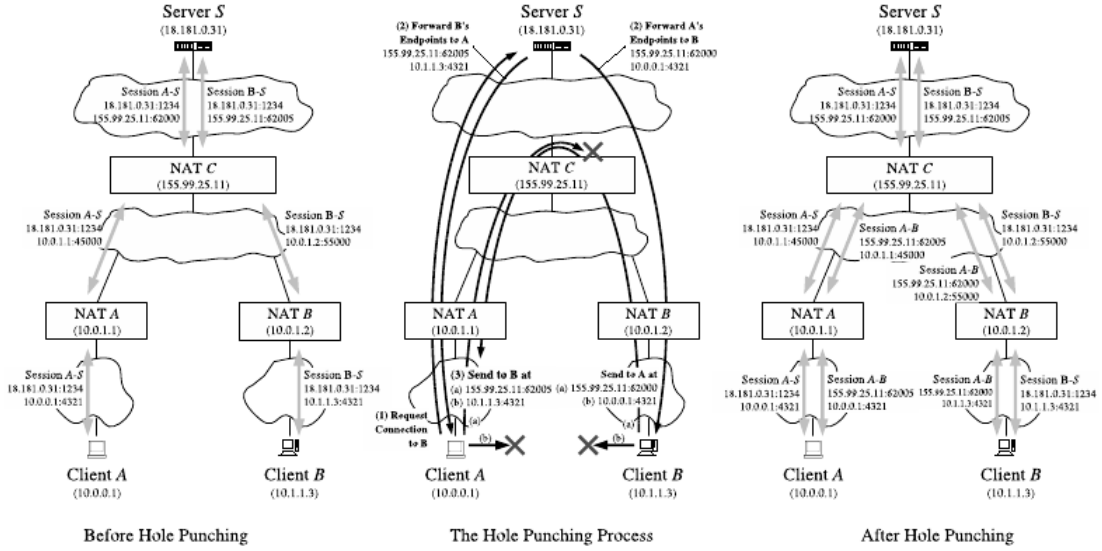 Server S
(18.181.0.31)
Session A-S
18.181.0.31:1234
155.99.25.11:62000
Session B-S
18.181.0.31:1234
155.99.25.11:62005
NAT C
(155.99.25.11)
Session A-S
18.181.0.31:1234
10.0.1.1:45000
Session B-S
18.181.0.31:1234
10.0.1.2:55000
NAT A
(10.0.1.1)
NAT B
(10.0.1.2)
Session A-S
18.181.0.31:1234
10.0.0.1:4321
Session B-S
18.181.0.31:1234
10.1.1.3:4321
Client A
(10.0.0.1)
Client B
(10.1.1.3)
Before Hole Punching
Server S
(18.181.0.31)
(2) Forward B's
Endpoints to A
155.99.25.11:62005
10.1.1.3:4321
(2) Forward A's
Endpoints to B
155.99.25.11:62000
10.0.0.1:4321
NAT C
(155.99.25.11)
NAT A
(10.0.1.1)
NAT B
(10.0.1.2)
(3) Send to B at
(a) 155.99.25.11:62005
(b) 10.1.1.3:4321
Send to A at
(a) 155.99.25.11:62000
(b) 10.0.0.1:4321
(1) Request
Connection
to B
(a)
(b)
(a)
(b)
Client A
(10.0.0.1)
Client B
(10.1.1.3)
The Hole Punching Process
Server S
(18.181.0.31)
Session A-S
18.181.0.31:1234
155.99.25.11:62000
Session B-S
18.181.0.31:1234
155.99.25.11:62005
NAT C
(155.99.25.11)
Session A-S
18.181.0.31:1234
10.0.1.1:45000
Session A-B
155.99.25.11:62005
10.0.1.1:45000
Session B-S
18.181.0.31:1234
10.0.1.2:55000
Session A-B
155.99.25.11:62000
10.0.1.2:55000
NAT A
(10.0.1.1)
NAT B
(10.0.1.2)
Session A-S
18.181.0.31:1234
10.0.0.1:4321
Session A-B
155.99.25.11:62005
10.0.0.1:4321
Session A-B
155.99.25.11:62000
10.1.1.3:4321
Session B-S
18.181.0.31:1234
10.1.1.3:4321
Client A
(10.0.0.1)
Client B
(10.1.1.3)
After Hole Punching